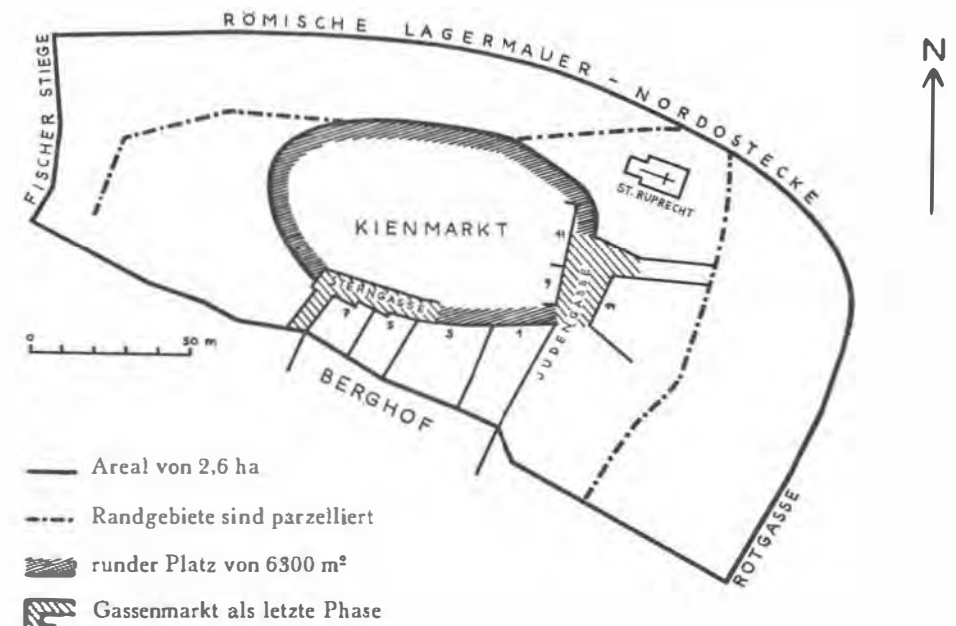 RÖMISCHE LAGERMAUER - NORDOSTECKE
N
FISCHER STIEGE
ST. RUPRECHT
KIENMARKT
11
9
STERNGASSE
7
5
3
1
JUDENGASSE
0
50 m
BERGHOF
ROTGASSE
Areal von 2,6 ha
Randgebiete sind parzelliert
runder Platz von 6300 m²
Gassenmarkt als letzte Phase